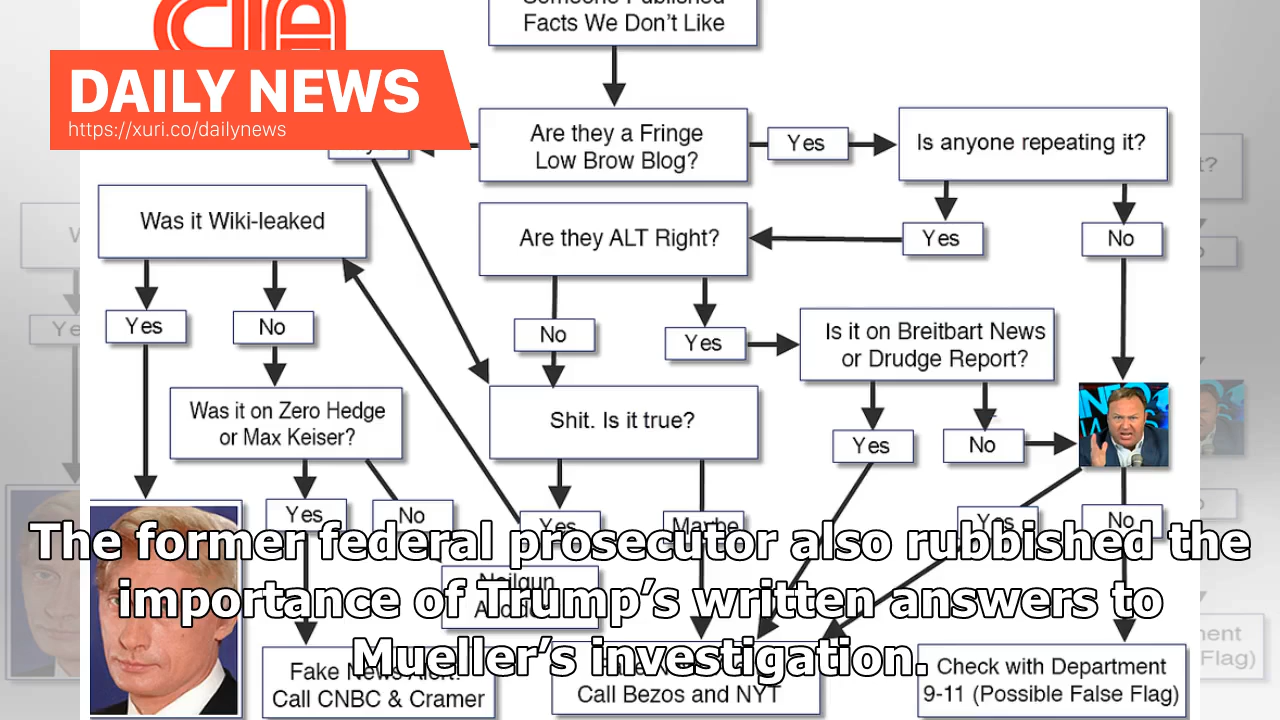 Facts We Don't Like
DAILY NEWS
https://xuri.co/dailynews
Are they a Fringe
Low Brow Blog?
Yes
Is anyone repeating it?
Was it Wiki-leaked
Are they ALT Right?
Yes
No
Yes
No
No
Yes
Is it on Breitbart News
or Drudge Report?
Was it on Zero Hedge
or Max Keiser?
Shit. Is it true?
Yes
No
Yes
No
Yes
Maybe
Yes
No
The former federal prosecutor also rubbished the
importance of Trump's written answers to
Mueller's investigation.
Fake News
Call CNBC & Cramer
Call Bezos and NYT
Check with Department
9-11 (Possible False Flag)